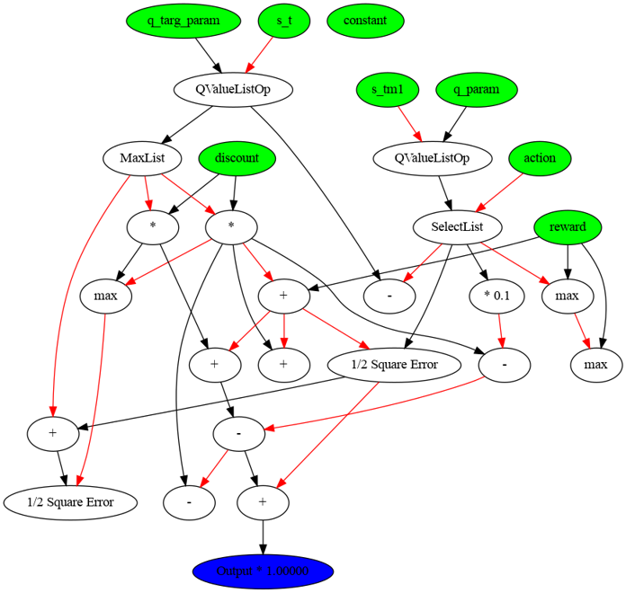 q_targ_param
s_t
constant
QValueListOp
s_tm1
q_param
MaxList
discount
QValueListOp
action
*
*
SelectList
reward
max
+
-
* 0.1
max
+
+
1/2 Square Error
-
max
+
-
1/2 Square Error
-
+
Output * 1.00000